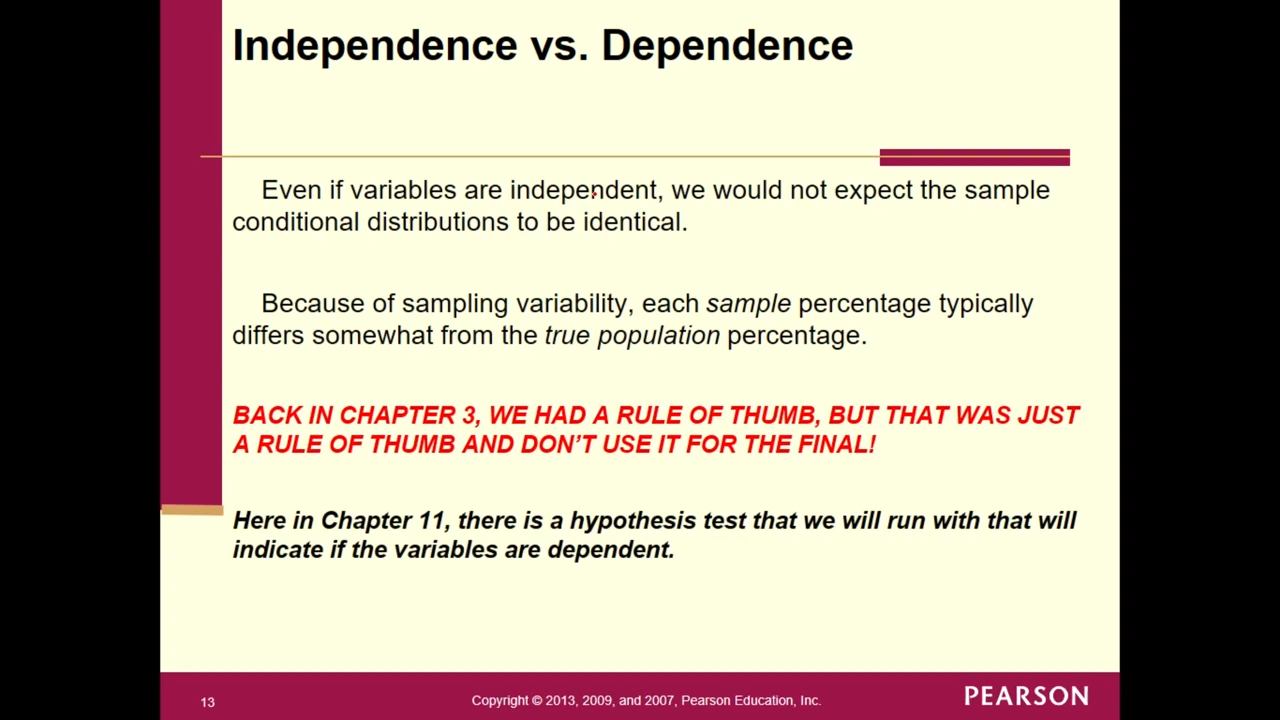 Independence vs. Dependence
Even if variables are independent, we would not expect the sample
conditional distributions to be identical.
Because of sampling variability, each sample percentage typically
differs somewhat from the true population percentage.
BACK IN CHAPTER 3, WE HAD A RULE OF THUMB, BUT THAT WAS JUST
A RULE OF THUMB AND DON'T USE IT FOR THE FINAL!
Here in Chapter 11, there is a hypothesis test that we will run with that will
indicate if the variables are dependent.
13
Copyright © 2013, 2009, and 2007, Pearson Education, Inc.
PEARSON